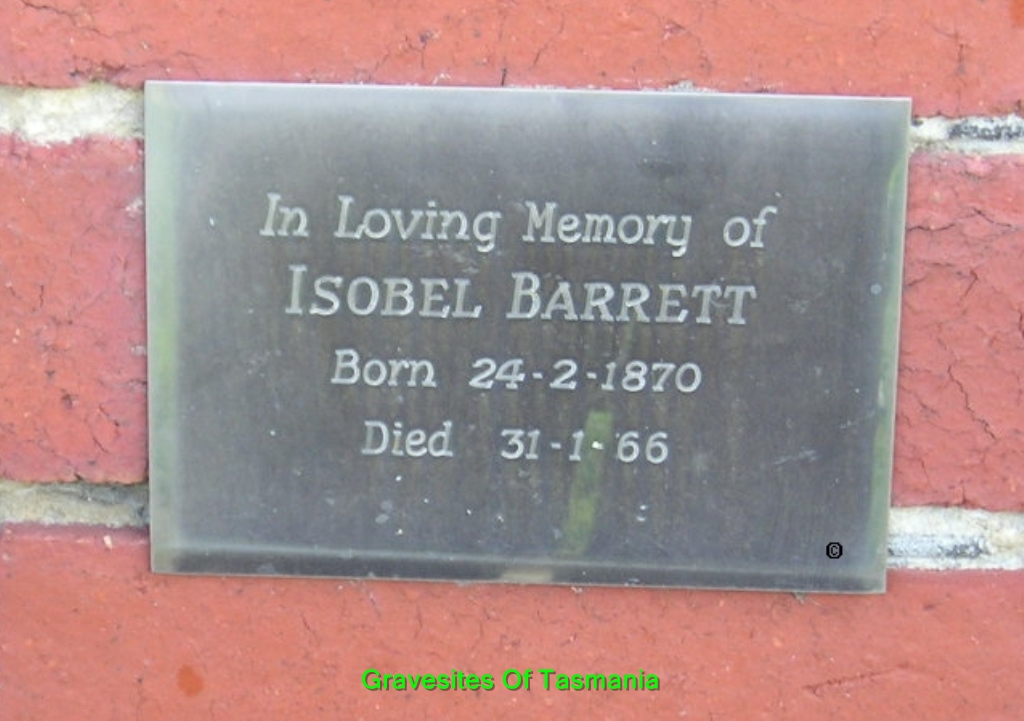 In Loving Memory of
ISOBEL BARRETT
Born 24-2-1870
Died 31-1-66
©
Gravesites Of Tasmania